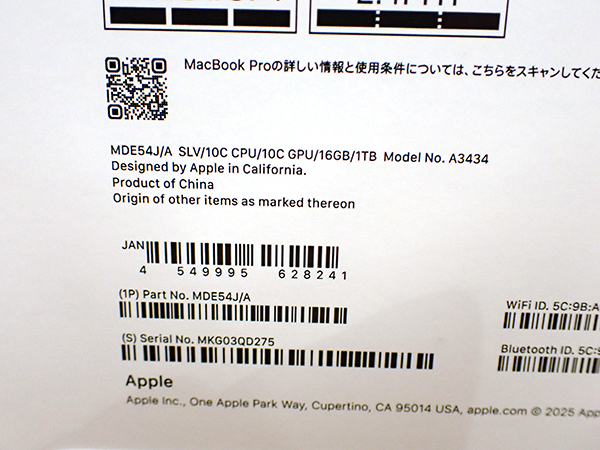 MacBook Proの詳しい情報と使用条件については、こちらをスキャンしてくだ
MDE54J/A SLV/10C CPU/10C GPU/16GB/1TB Model No. A3434
Designed by Apple in California.
Product of China
Origin of other items as marked thereon
JAN
4 549995 628241
(1P) Part No. MDE54J/A
WiFi ID. 5C:9B:A
(S) Serial No. MKG03QD275
Bluetooth ID. 5C:9
Apple
Apple Inc., One Apple Park Way, Cupertino, CA 95014 USA, apple.com © 2025 Appl